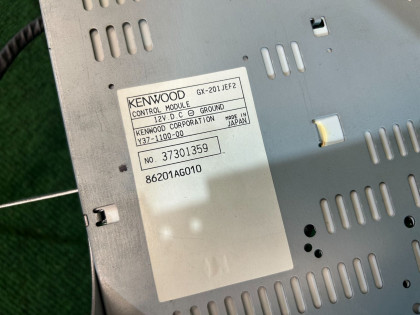 KENWOOD GX-201JEF2
CONTROL MODULE
12V D C ⊖ GROUND
KENWOOD CORPORATION MADE IN JAPAN
Y37-1100-00
NO. 37301359
86201AG010